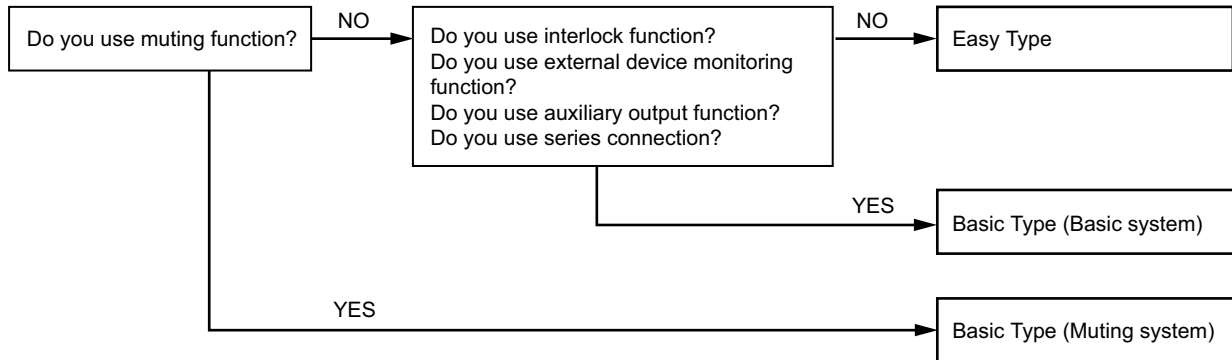 Do you use muting function?
NO
Do you use interlock function?
Do you use external device monitoring
function?
Do you use auxiliary output function?
Do you use series connection?
NO
Easy Type
YES
Basic Type (Basic system)
YES
Basic Type (Muting system)